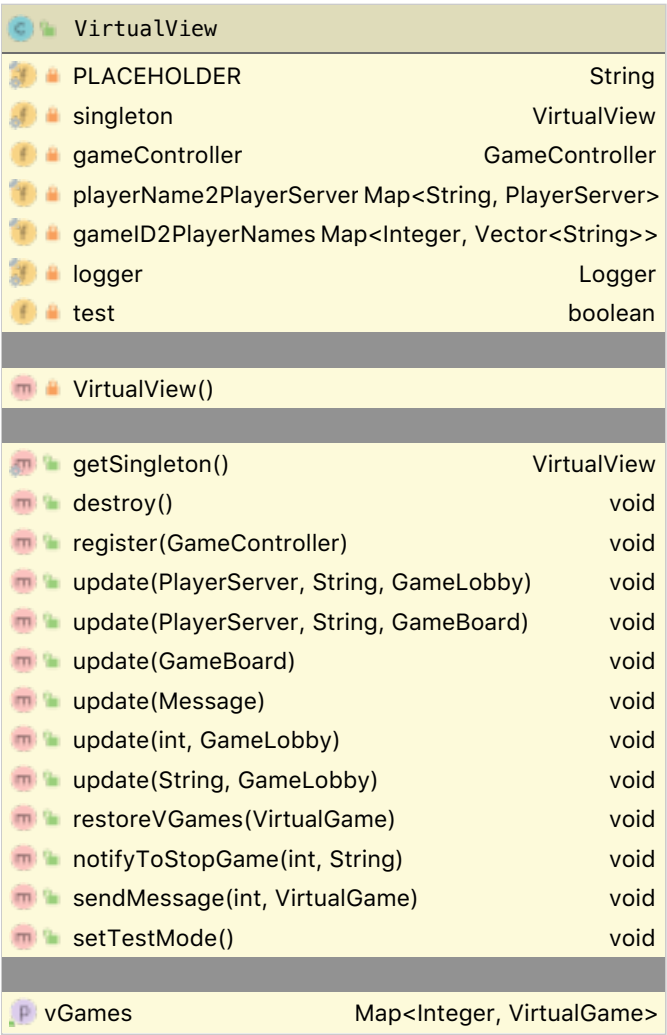 VirtualView
PLACEHOLDER String
singleton VirtualView
gameController GameController
playerName2PlayerServer Map<String, PlayerServer>
gameID2PlayerNames Map<Integer, Vector<String>>
logger Logger
test boolean
VirtualView()
getSingleton() VirtualView
destroy() void
register(GameController) void
update(PlayerServer, String, GameLobby) void
update(PlayerServer, String, GameBoard) void
update(GameBoard) void
update(Message) void
update(int, GameLobby) void
update(String, GameLobby) void
restoreVGames(VirtualGame) void
notifyToStopGame(int, String) void
sendMessage(int, VirtualGame) void
setTestMode() void
vGames Map<Integer, VirtualGame>